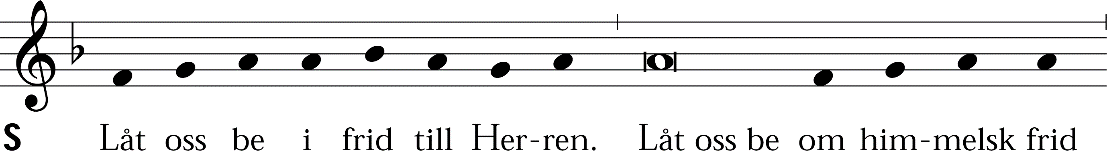 S Låt oss be i frid till Her-ren. Låt oss be om him-melsk frid